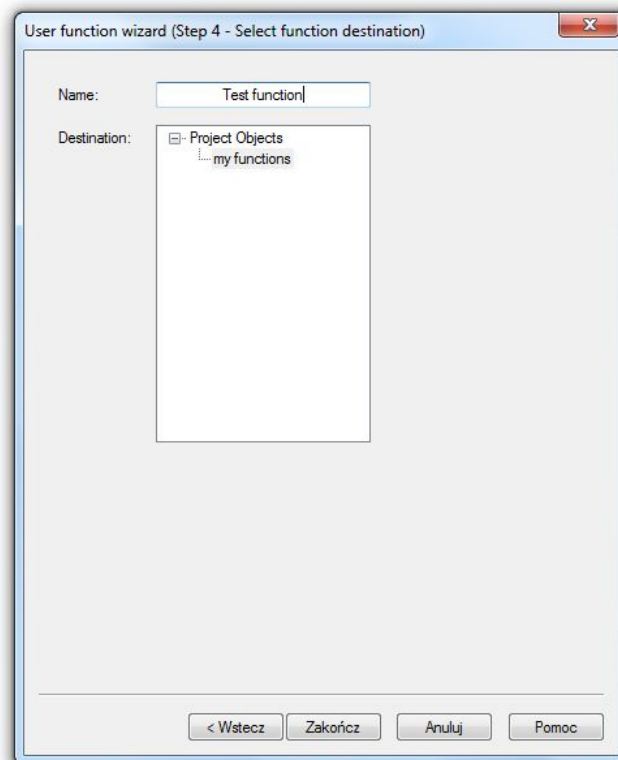 User function wizard (Step 4 - Select function destination)
Name: Test function
Destination: Project Objects
my functions
< Wstecz Zakończ Anuluj Pomoc